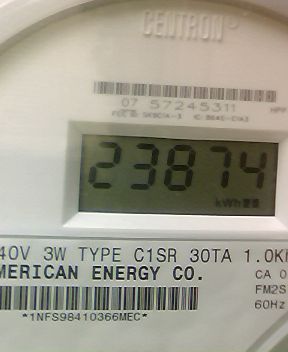 CENTRON®
07 57245311
23874
kWh
40V 3W TYPE C1SR 30TA 1.0K
MERICAN ENERGY CO.
CA 0
FM2S
60Hz
*1NFS98410366MEC*